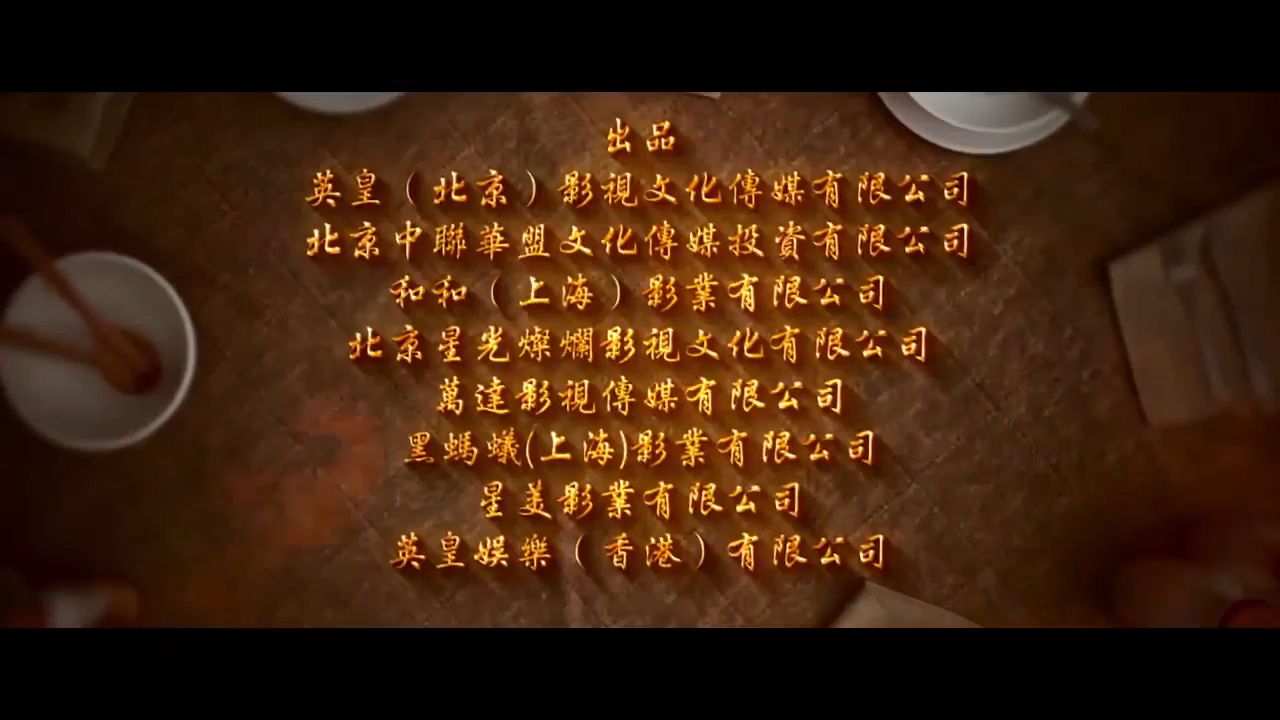 出品
英皇（北京）影視文化傳媒有限公司
北京中聯華盟文化傳媒投資有限公司
和和（上海）影業有限公司
北京星光燦爛影視文化有限公司
萬達影視傳媒有限公司
黑螞蟻(上海)影業有限公司
星美影業有限公司
英皇娛樂（香港）有限公司